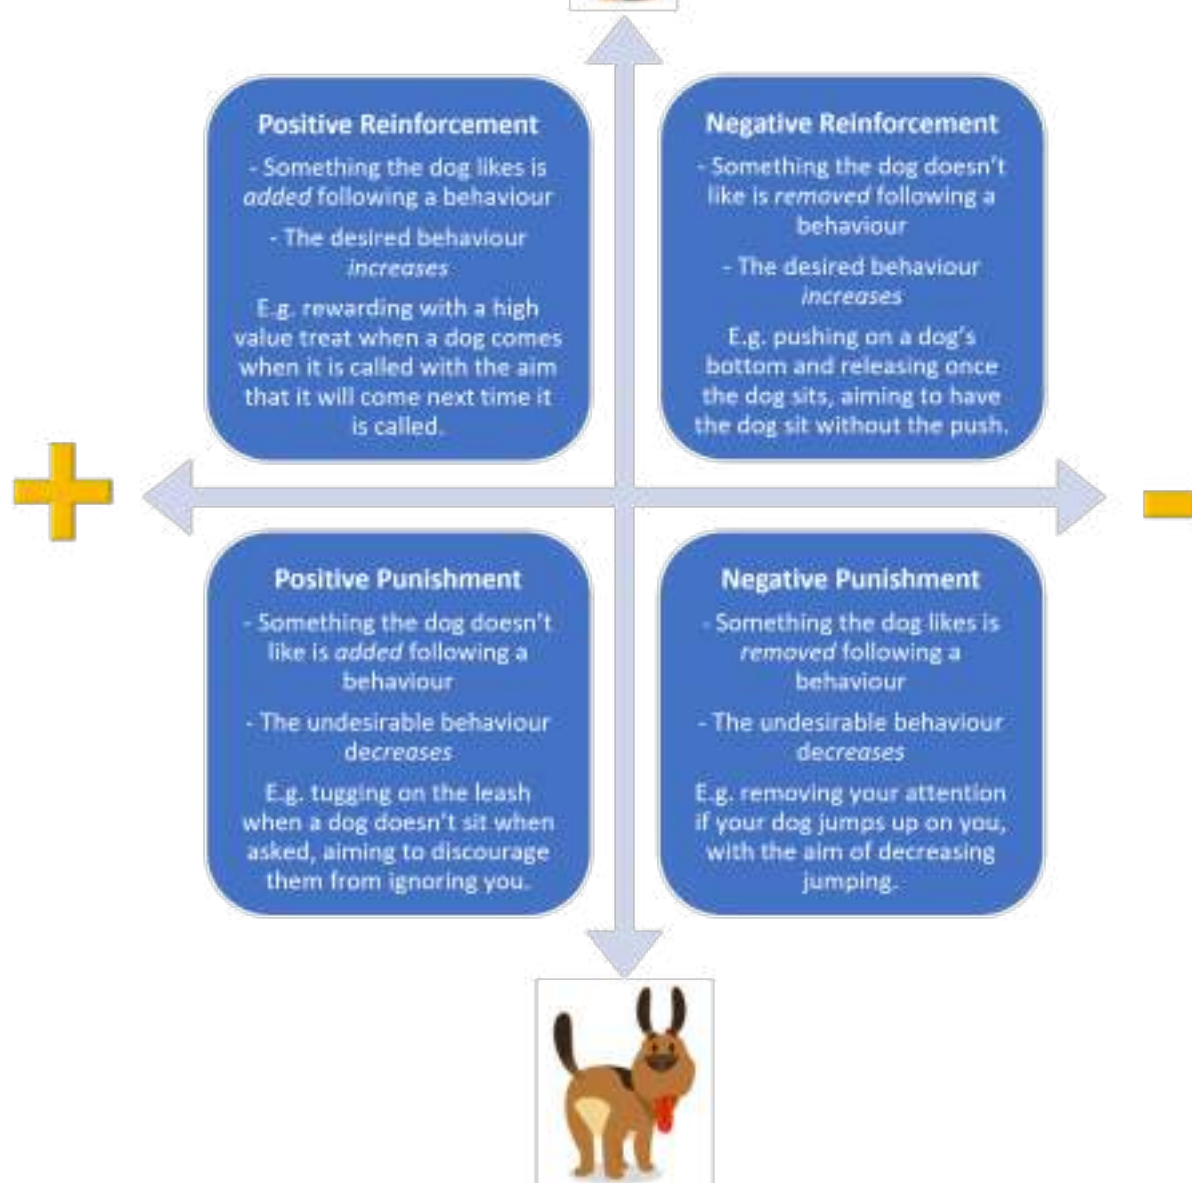 Positive Reinforcement
- Something the dog likes is
added following a behaviour
- The desired behaviour
increases
E.g. rewarding with a high
value treat when a dog comes
when it is called with the aim
that it will come next time it
is called.
Negative Reinforcement
- Something the dog doesn't
like is removed following a
behaviour
- The desired behaviour
increases
E.g. pushing on a dog's
bottom and releasing once
the dog sits, aiming to have
the dog sit without the push.
Positive Punishment
- Something the dog doesn't
like is added following a
behaviour
- The undesirable behaviour
decreases
E.g. tugging on the leash
when a dog doesn't sit when
asked, aiming to discourage
them from ignoring you.
Negative Punishment
- Something the dog likes is
removed following a
behaviour
- The undesirable behaviour
decreases
E.g. removing your attention
if your dog jumps up on you,
with the aim of decreasing
jumping.